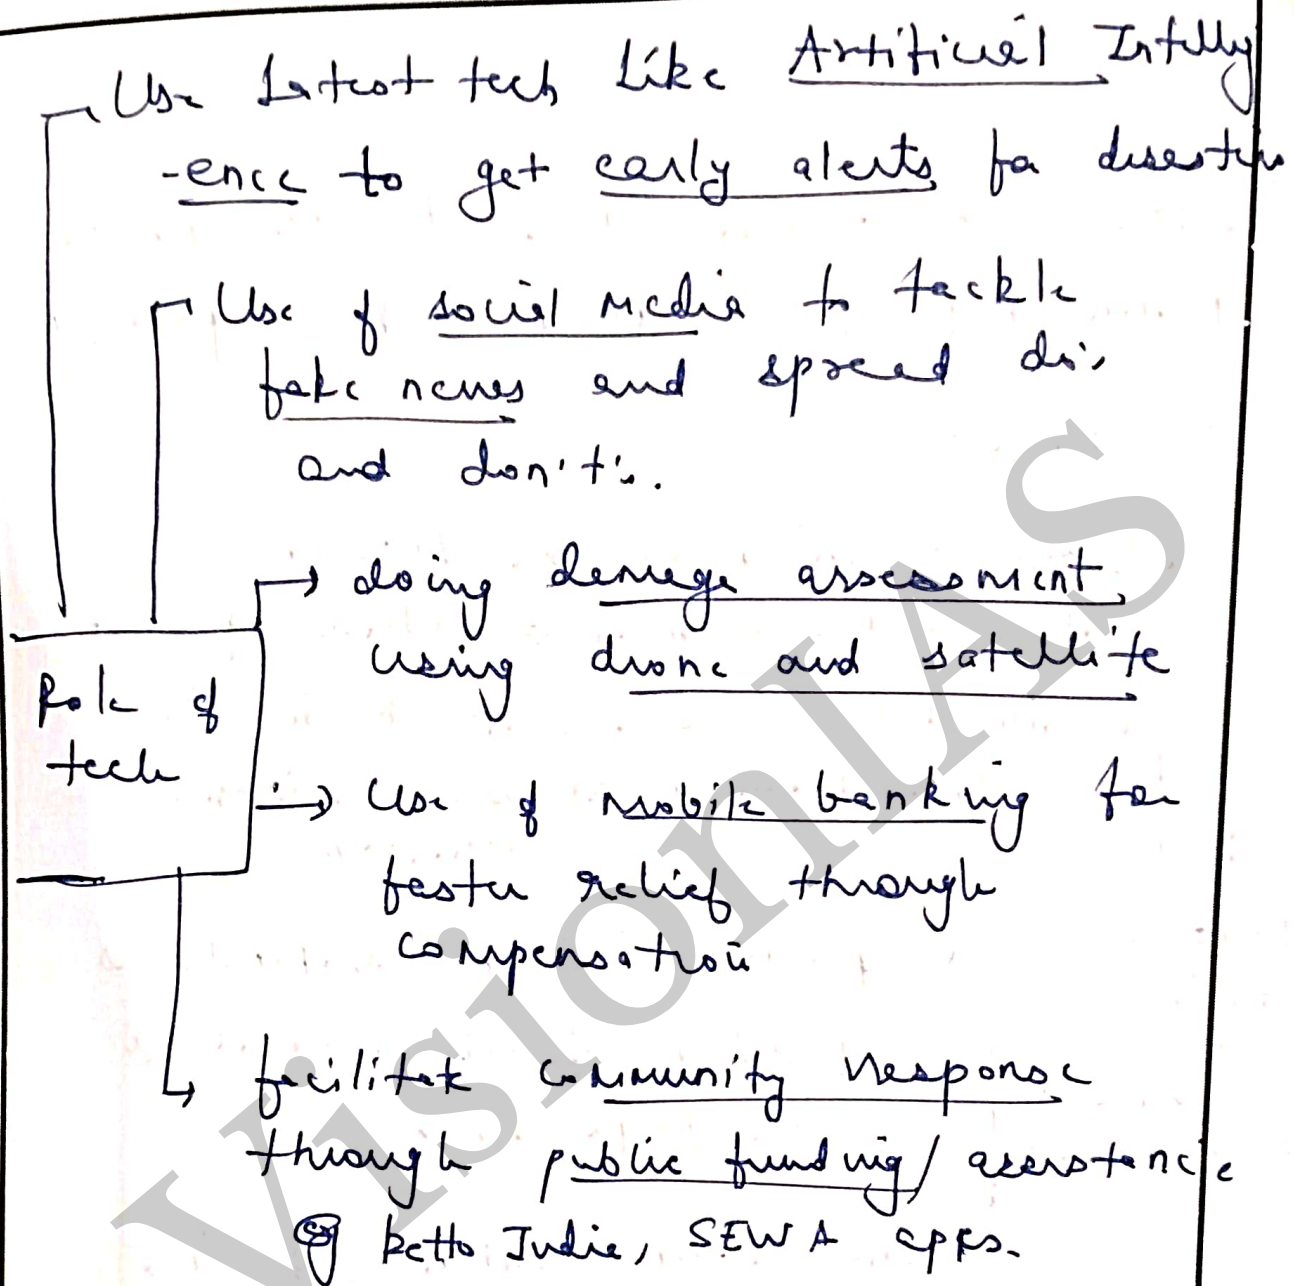 Use Latest tech like Artificial Intellig
-ence to get early alerts for disasters
Use of social media to tackle
fake news and spread do's
and don't's.
→ doing damage assessment
using drone and satellite
Role of
tech
→ Use of mobile banking for
faster relief through
compensation
facilitate community response
through public funding/ assistance
eg Ketto India, SEWA apps.
VisionIAS